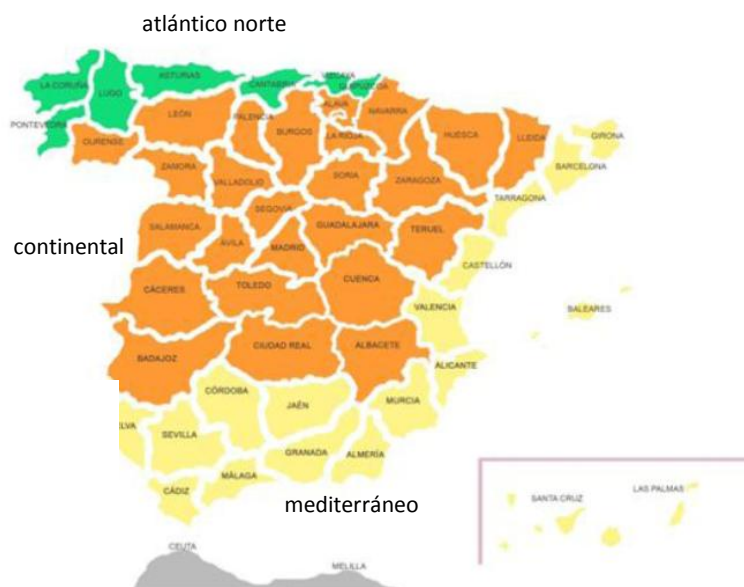 atlántico norte
LA CORUÑA
LUGO
ASTURIAS
CANTABRIA
VIZCAYA
GUIPUZCOA
PONTEVEDRA
OURENSE
LEÓN
PALENCIA
BURGOS
ALAVA
NAVARRA
LA RIOJA
HUESCA
LLEIDA
GIRONA
BARCELONA
ZAMORA
VALLADOLID
SORIA
ZARAGOZA
TARRAGONA
SEGOVIA
SALAMANCA
ÁVILA
MADRID
GUADALAJARA
TERUEL
continental
CASTELLÓN
CÁCERES
TOLEDO
CUENCA
VALENCIA
BALEARES
BADAJOZ
CIUDAD REAL
ALBACETE
ALICANTE
CÓRDOBA
JAÉN
MURCIA
ELVA
SEVILLA
GRANADA
ALMERÍA
MÁLAGA
CÁDIZ
mediterráneo
SANTA CRUZ
LAS PALMAS
CEUTA
MELILLA